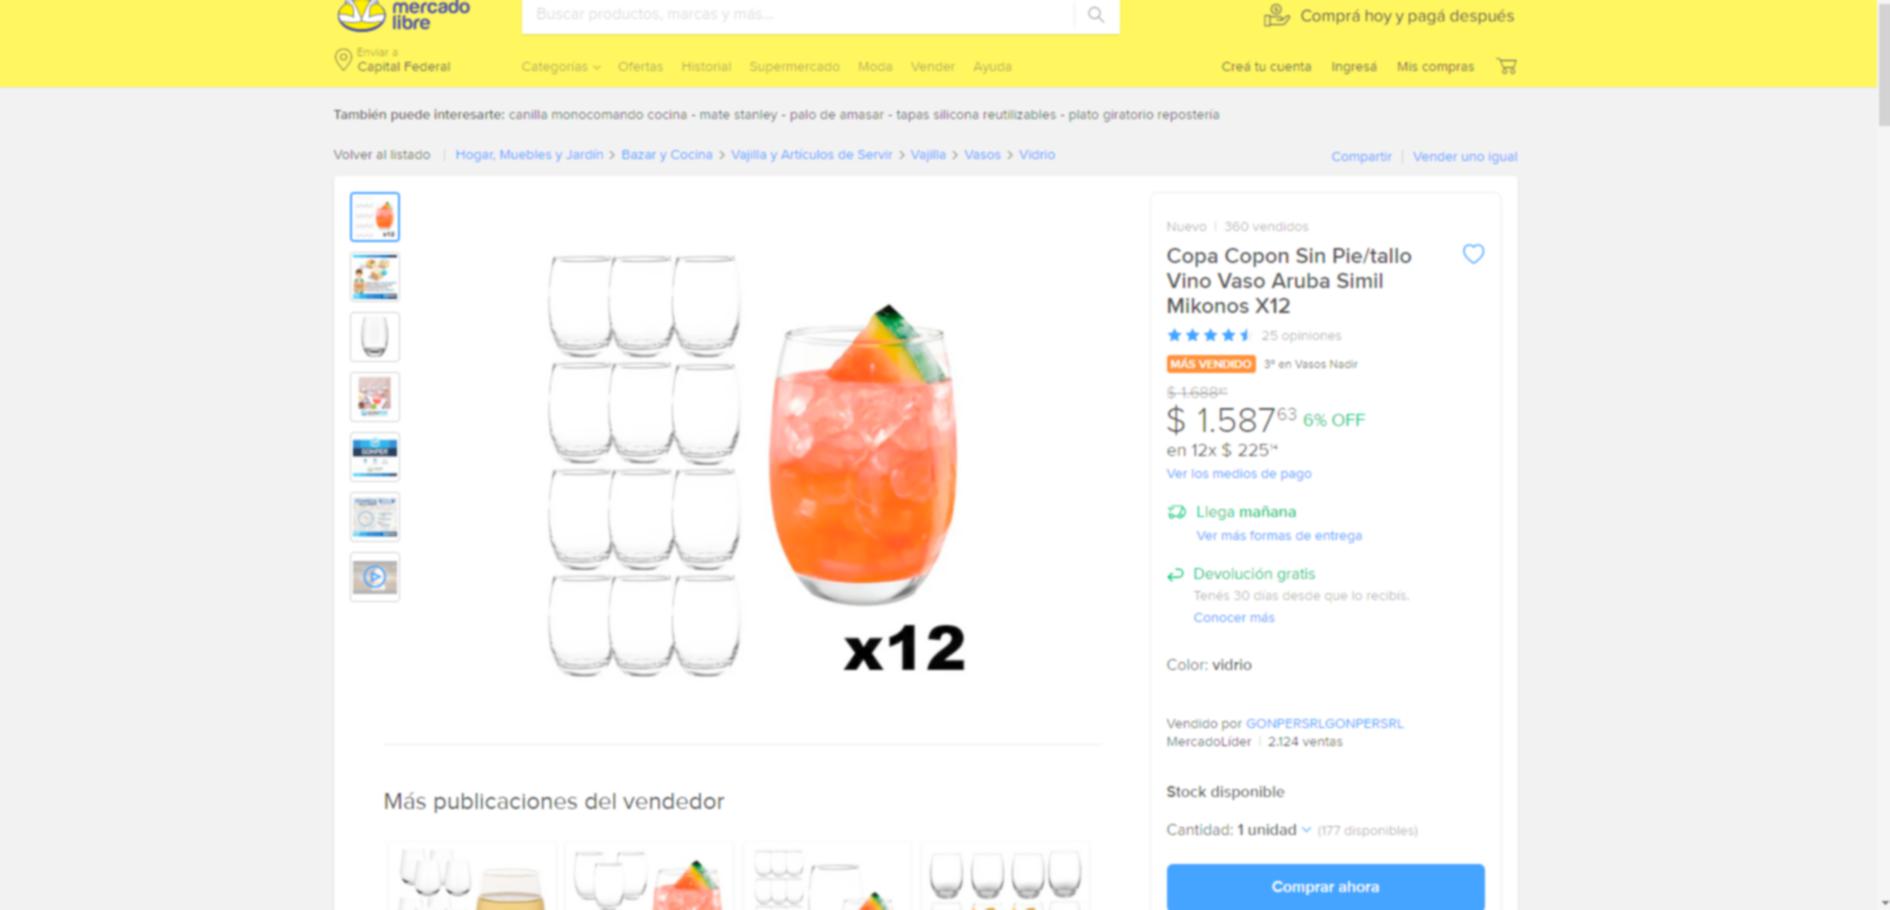 mercado
libre
Buscar productos, marcas y más...
Comprá hoy y pagá después
Enviar a
Capital Federal
Categorías Ofertas Historial Supermercado Moda Vender Ayuda
Creá tu cuenta Ingresá Mis compras
También puede interesarte: canilla monocomando cocina - mate stanley - palo de amasar - tapas silicona reutilizables - plato giratorio repostería
Volver al listado | Hogar, Muebles y Jardín > Bazar y Cocina > Vajilla y Artículos de Servir > Vajilla > Vasos > Vidrio
Compartir | Vender uno igual
x12
Nuevo | 360 vendidos
Copa Copon Sin Pie/tallo
Vino Vaso Aruba Simil
Mikonos X12
25 opiniones
MÁS VENDIDO 3º en Vasos Nadir
$ 1.688
$ 1.587 63 6% OFF
en 12x $ 225
Ver los medios de pago
Llega mañana
Ver más formas de entrega
Devolución gratis
Tenés 30 días desde que lo recibís.
Conocer más
Color: vidrio
Vendido por GONPERSRLGONPERSRL
MercadoLíder | 2.124 ventas
Stock disponible
Cantidad: 1 unidad (177 disponibles)
Comprar ahora
Más publicaciones del vendedor